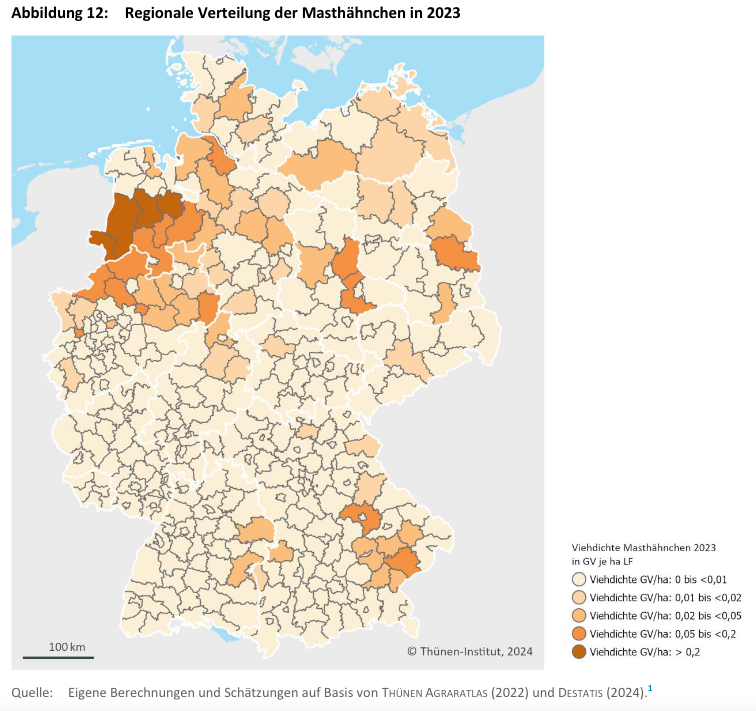 Abbildung 12: Regionale Verteilung der Masthähnchen in 2023
Viehdichte Masthähnchen 2023
in GV je ha LF
Viehdichte GV/ha: 0 bis <0,01
Viehdichte GV/ha: 0,01 bis <0,02
Viehdichte GV/ha: 0,02 bis <0,05
Viehdichte GV/ha: 0,05 bis <0,2
Viehdichte GV/ha: > 0,2
100 km
© Thünen-Institut, 2024
Quelle: Eigene Berechnungen und Schätzungen auf Basis von THÜNEN AGRARATLAS (2022) und DESTATIS (2024).1